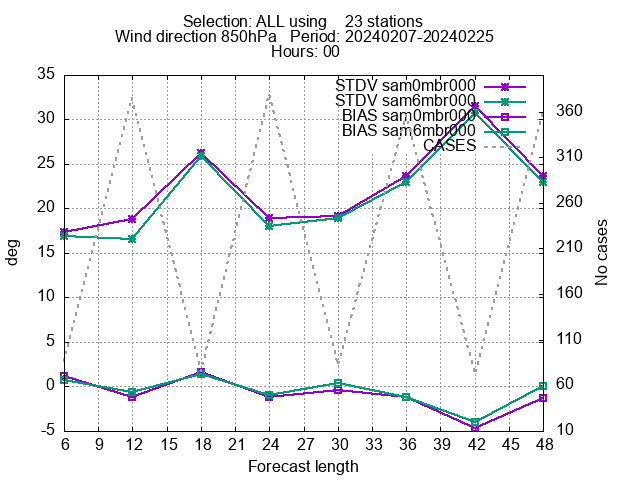 Selection: ALL using    23 stations
Wind direction 850hPa   Period: 20240207-20240225
Hours: 00
35
30
25
20
15
10
5
0
-5
deg
STDV sam0mbr000
STDV sam6mbr000
BIAS sam0mbr000
BIAS sam6mbr000
CASES
360
310
260
210
160
110
60
10
No cases
6 9 12 15 18 21 24 27 30 33 36 39 42 45 48
Forecast length